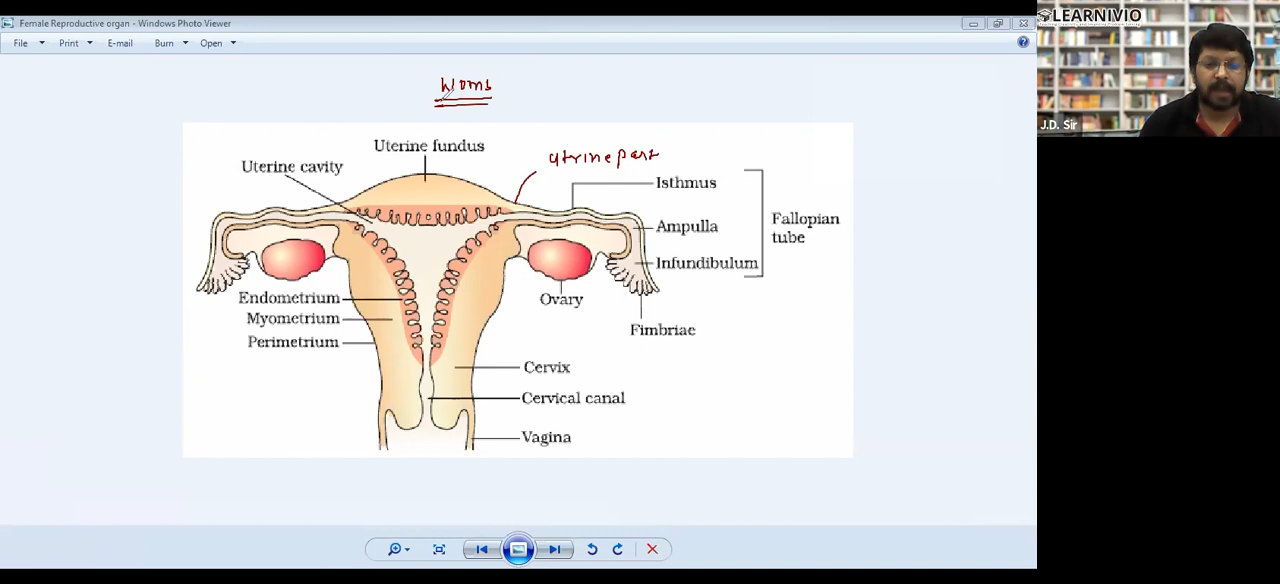 Female Reproductive organ - Windows Photo Viewer
File Print E-mail Burn Open
LEARNIVIO
J.D. Sir
Uterine fundus
Uterine cavity
utrine part
Isthmus
Ampulla
Infundibulum
Fallopian
tube
Ovary
Fimbriae
Endometrium
Myometrium
Perimetrium
Cervix
Cervical canal
Vagina